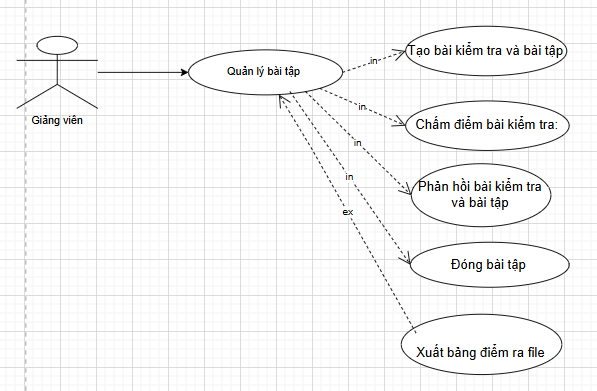 Giảng viên
Quản lý bài tập
in
Tạo bài kiểm tra và bài tập
in
Chấm điểm bài kiểm tra:
in
Phản hồi bài kiểm tra
và bài tập
in
Đóng bài tập
ex
Xuất bảng điểm ra file